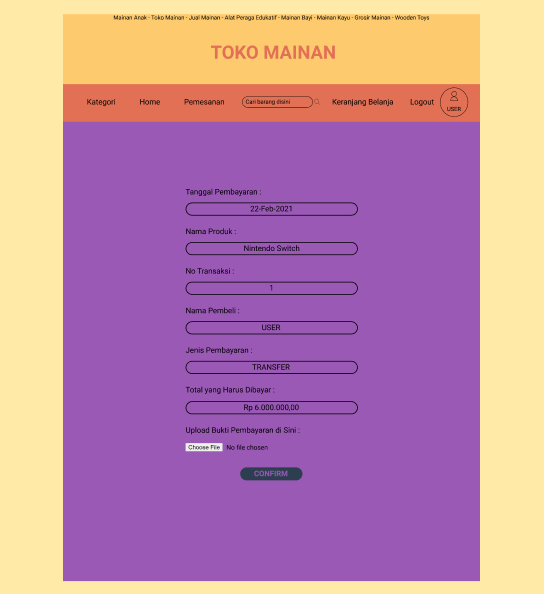 Mainan Anak - Toko Mainan - Jual Mainan - Alat Peraga Edukatif - Mainan Bayi - Mainan Kayu - Grosir Mainan - Wooden Toys
TOKO MAINAN
Kategori Home Pemesanan Cari barang disini Keranjang Belanja Logout USER
Tanggal Pembayaran :
22-Feb-2021
Nama Produk :
Nintendo Switch
No Transaksi :
1
Nama Pembeli :
USER
Jenis Pembayaran :
TRANSFER
Total yang Harus Dibayar :
Rp 6.000.000,00
Upload Bukti Pembayaran di Sini :
Choose File No file chosen
CONFIRM